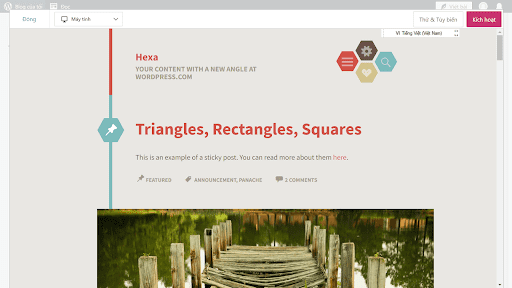 Blog của tôi
Đọc
Viết bài
Đóng
Máy tính
Thử & Tùy biến
Kích hoạt
VI Tiếng Việt (Việt Nam)
Hexa
YOUR CONTENT WITH A NEW ANGLE AT
WORDPRESS.COM
Triangles, Rectangles, Squares
This is an example of a sticky post. You can read more about them here.
FEATURED
ANNOUNCEMENT, PANACHE
2 COMMENTS